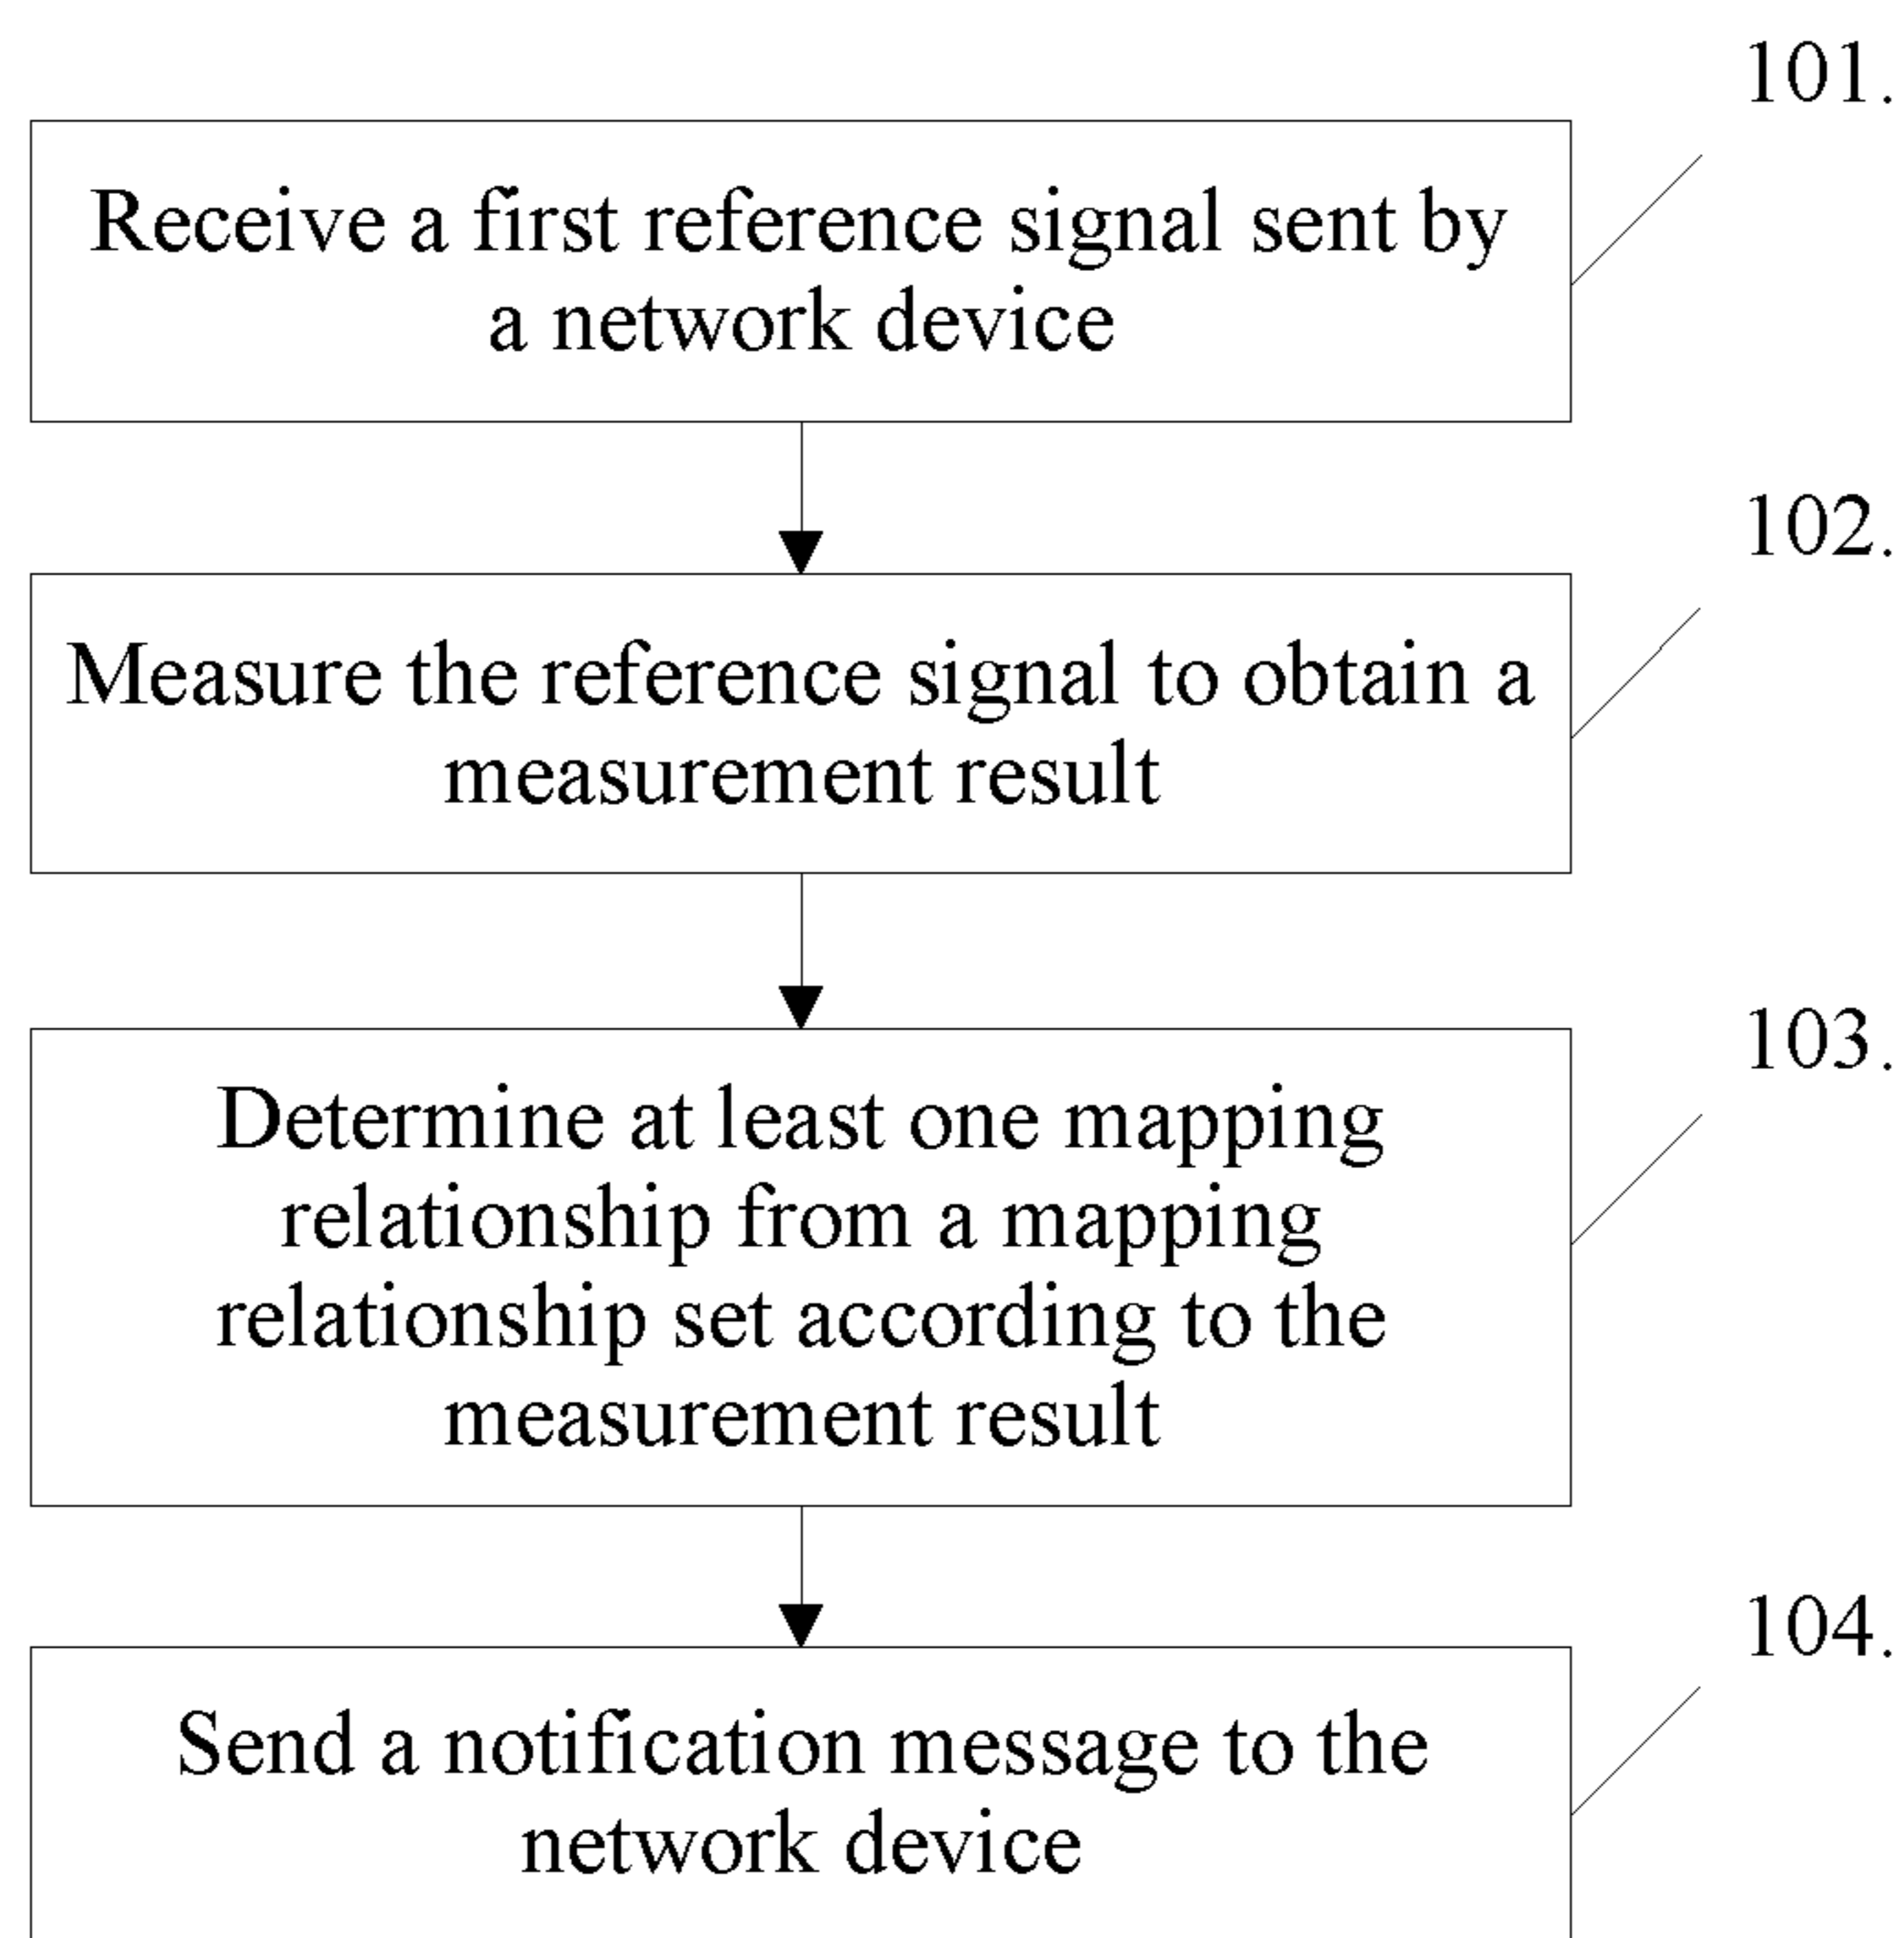 101.
Receive a first reference signal sent by
a network device
102.
Measure the reference signal to obtain a
measurement result
103.
Determine at least one mapping
relationship from a mapping
relationship set according to the
measurement result
104.
Send a notification message to the
network device